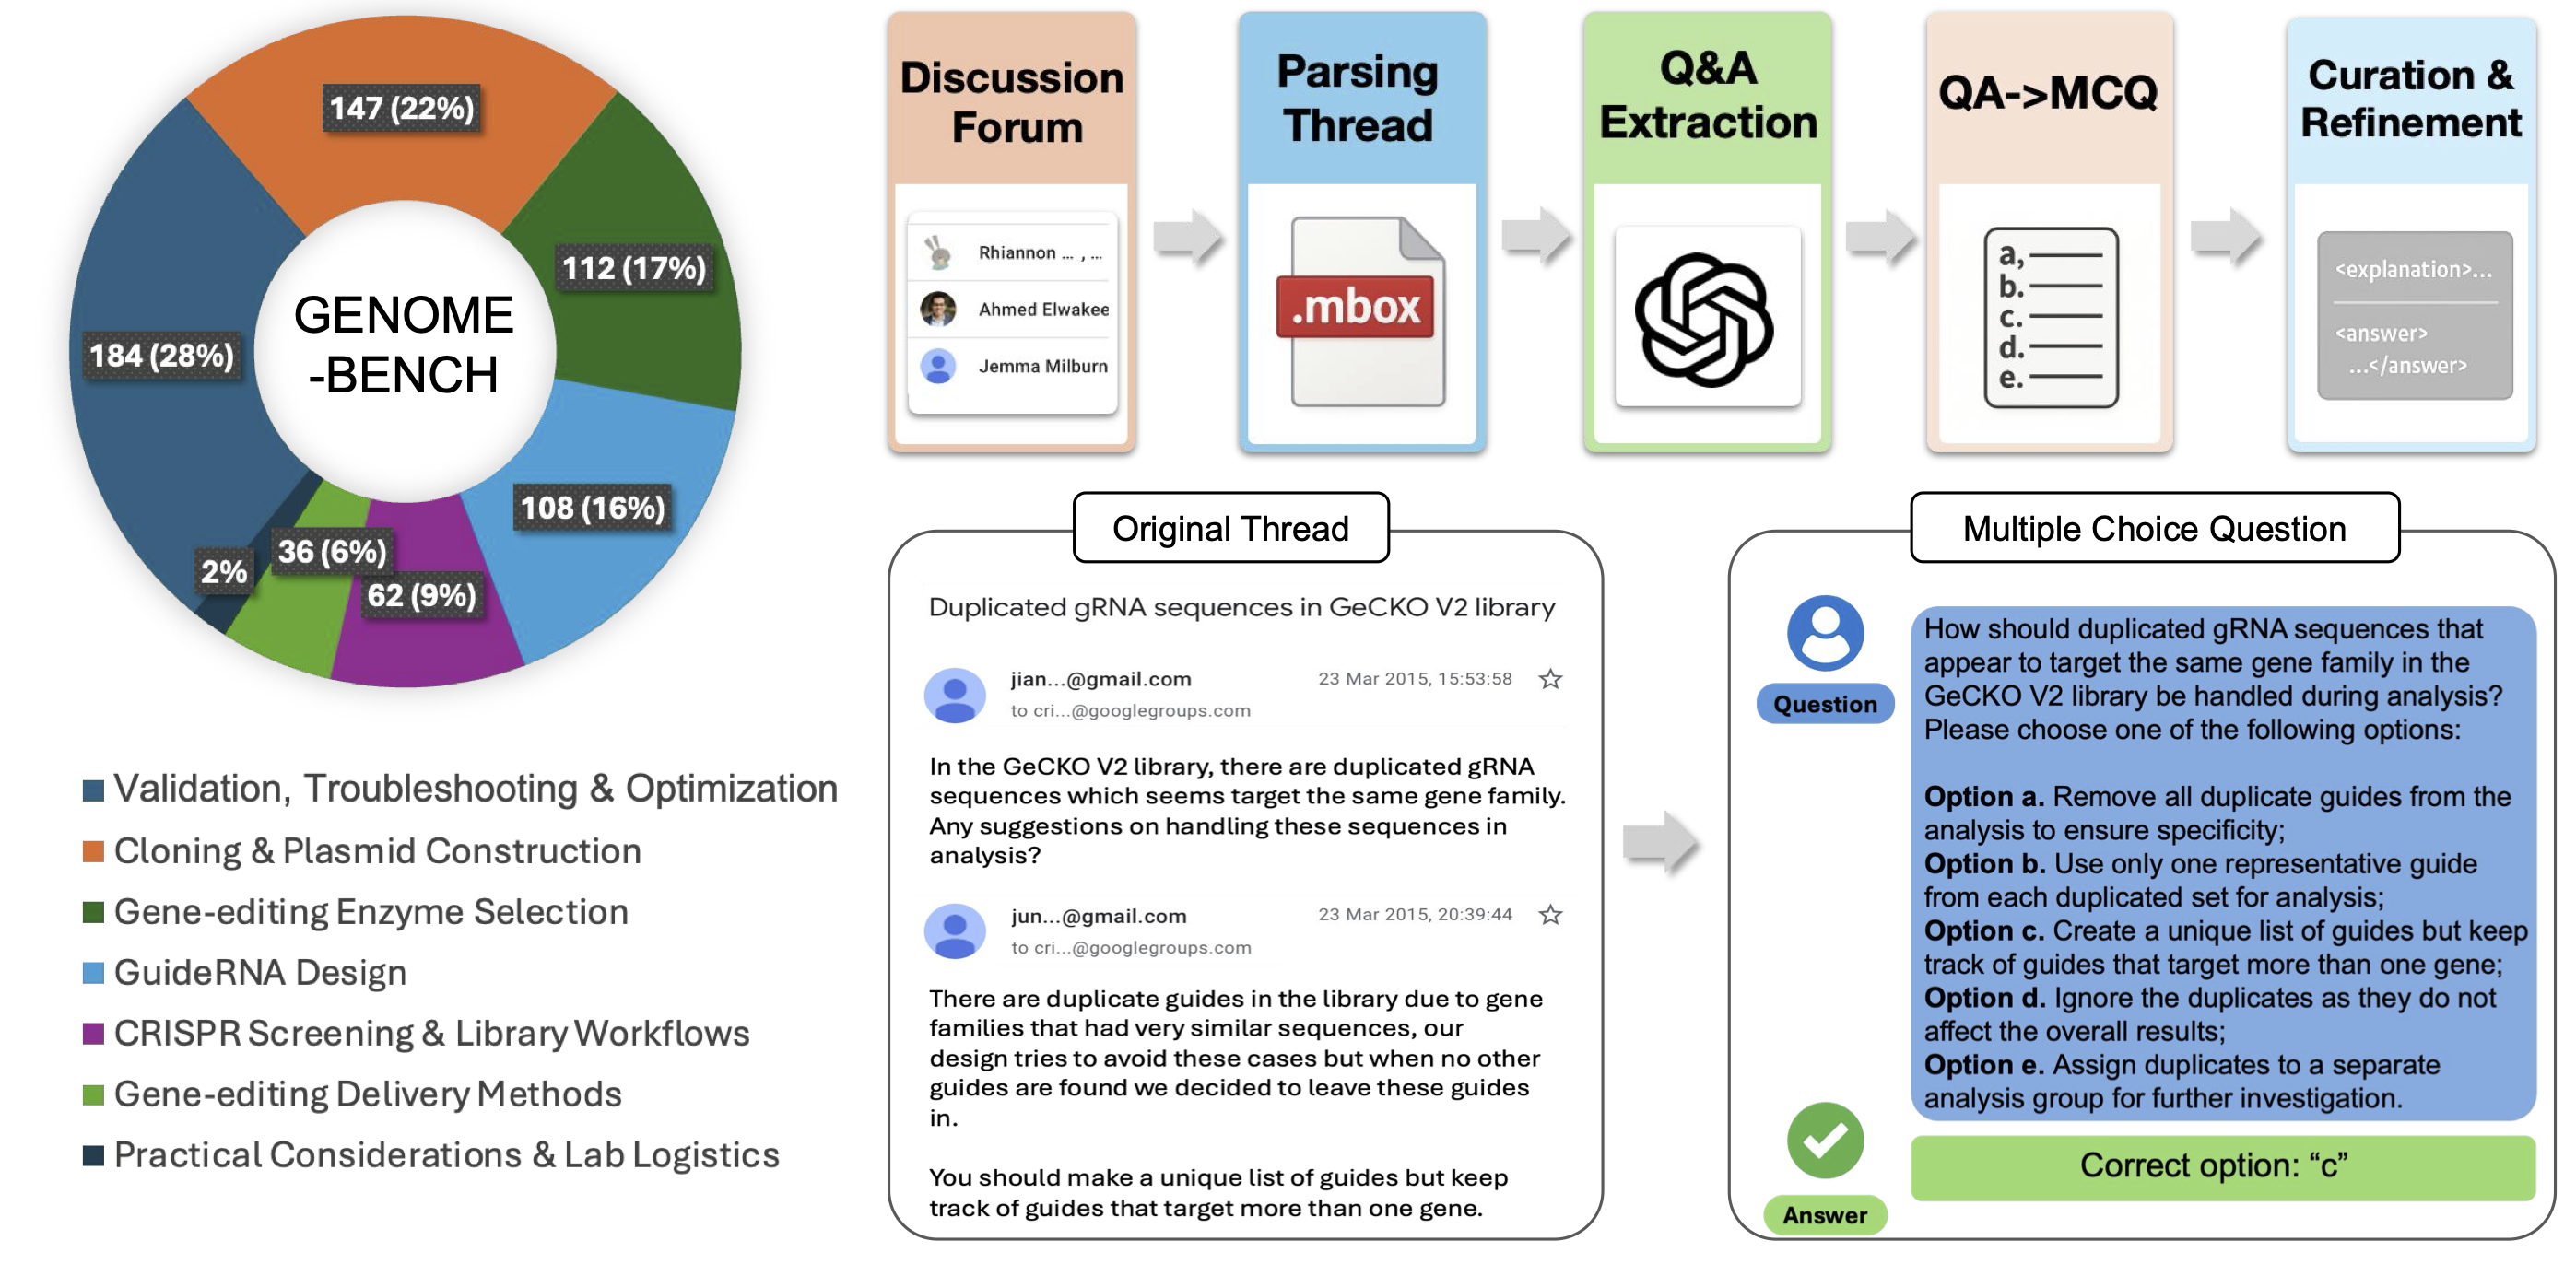 147 (22%)
112 (17%)
184 (28%)
GENOME
-BENCH
108 (16%)
36 (6%)
2%
62 (9%)
Validation, Troubleshooting & Optimization
Cloning & Plasmid Construction
Gene-editing Enzyme Selection
GuideRNA Design
CRISPR Screening & Library Workflows
Gene-editing Delivery Methods
Practical Considerations & Lab Logistics
Discussion
Forum
Rhiannon ... , ...
Ahmed Elwakee
Jemma Milburn
Parsing
Thread
.mbox
Q&A
Extraction
QA->MCQ
a,
b.
c.
d.
e.
Curation &
Refinement
<explanation>...
<answer>
...</answer>
Original Thread
Duplicated gRNA sequences in GeCKO V2 library
jian...@gmail.com 23 Mar 2015, 15:53:58
to cri...@googlegroups.com
In the GeCKO V2 library, there are duplicated gRNA
sequences which seems target the same gene family.
Any suggestions on handling these sequences in
analysis?
jun...@gmail.com 23 Mar 2015, 20:39:44
to cri...@googlegroups.com
There are duplicate guides in the library due to gene
families that had very similar sequences, our
design tries to avoid these cases but when no other
guides are found we decided to leave these guides
in.
You should make a unique list of guides but keep
track of guides that target more than one gene.
Multiple Choice Question
Question
How should duplicated gRNA sequences that
appear to target the same gene family in the
GeCKO V2 library be handled during analysis?
Please choose one of the following options:
Option a. Remove all duplicate guides from the
analysis to ensure specificity;
Option b. Use only one representative guide
from each duplicated set for analysis;
Option c. Create a unique list of guides but keep
track of guides that target more than one gene;
Option d. Ignore the duplicates as they do not
affect the overall results;
Option e. Assign duplicates to a separate
analysis group for further investigation.
Answer
Correct option: “c”